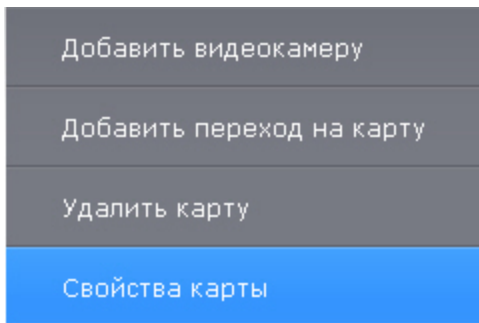 Добавить видеокамеру
Добавить переход на карту
Удалить карту
Свойства карты